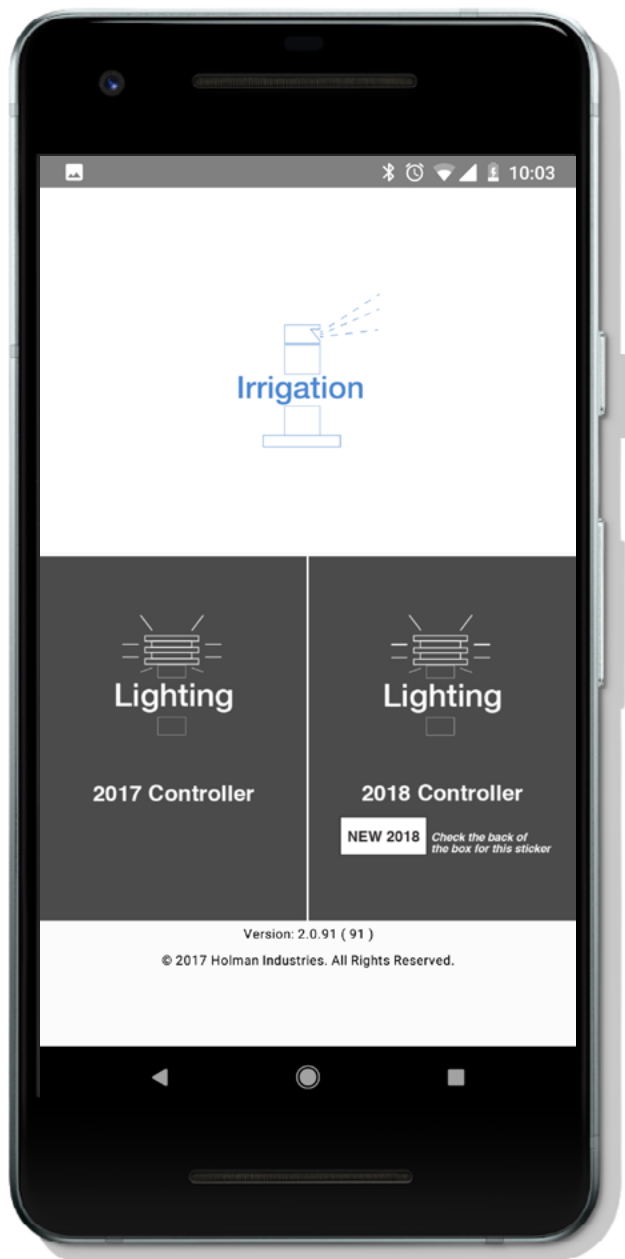 10:03
Irrigation
Lighting
2017 Controller
Lighting
2018 Controller
NEW 2018
Check the back of
the box for this sticker
Version: 2.0.91 ( 91 )
© 2017 Holman Industries. All Rights Reserved.